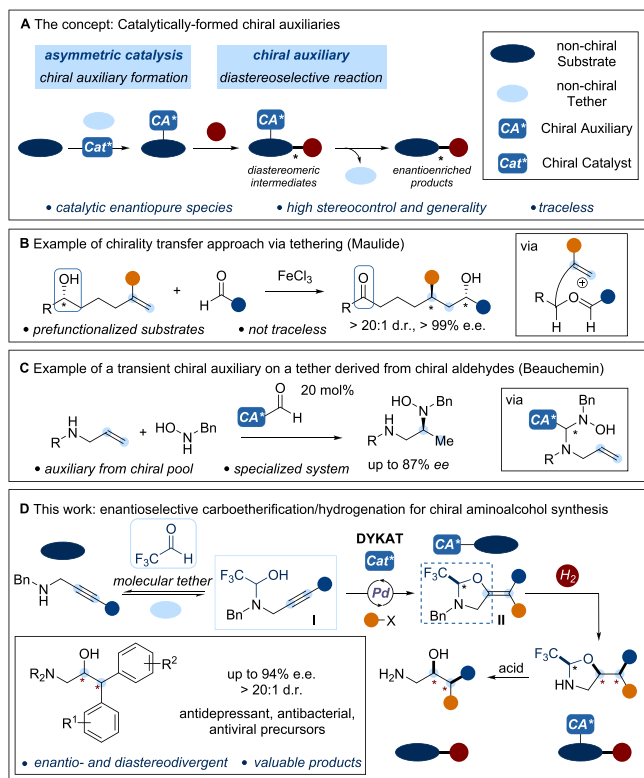 A The concept: Catalytically-formed chiral auxiliaries
asymmetric catalysis
chiral auxiliary formation
chiral auxiliary
diastereoselective reaction
non-chiral
Substrate
non-chiral
Tether
CA* Chiral Auxiliary
Cat* Chiral Catalyst
CA*
CA*
Cat*
*
*
diastereomeric
intermediates
enantioenriched
products
• catalytic enantiopure species
• high stereocontrol and generality
• traceless
B Example of chirality transfer approach via tethering (Maulide)
OH
R
*
+
O
H
FeCl3
O
R
*
OH
*
• prefunctionalized substrates
• not traceless
> 20:1 d.r., > 99% e.e.
via
R
H
O
⊕
H
C Example of a transient chiral auxiliary on a tether derived from chiral aldehydes (Beauchemin)
H
N
R
+
HO
N
H
Bn
O
CA*
H
20 mol%
HO
N
Bn
H
N
R
Me
up to 87% ee
• auxiliary from chiral pool
• specialized system
via
Bn
CA*
N
OH
*
R
N
D This work: enantioselective carboetherification/hydrogenation for chiral aminoalcohol synthesis
O
F3C
H
Bn
N
H
molecular tether
F3C
OH
Bn
N
I
DYKAT
Cat*
Pd
X
CA*
F3C
O
*
N
Bn
II
H2
F3C
O
*
HN
*
*
acid
OH
H2N
*
*
CA*
OH
R2N
*
*
R2
R1
up to 94% e.e.
> 20:1 d.r.
antidepressant, antibacterial,
antiviral precursors
• enantio- and diastereodivergent
• valuable products